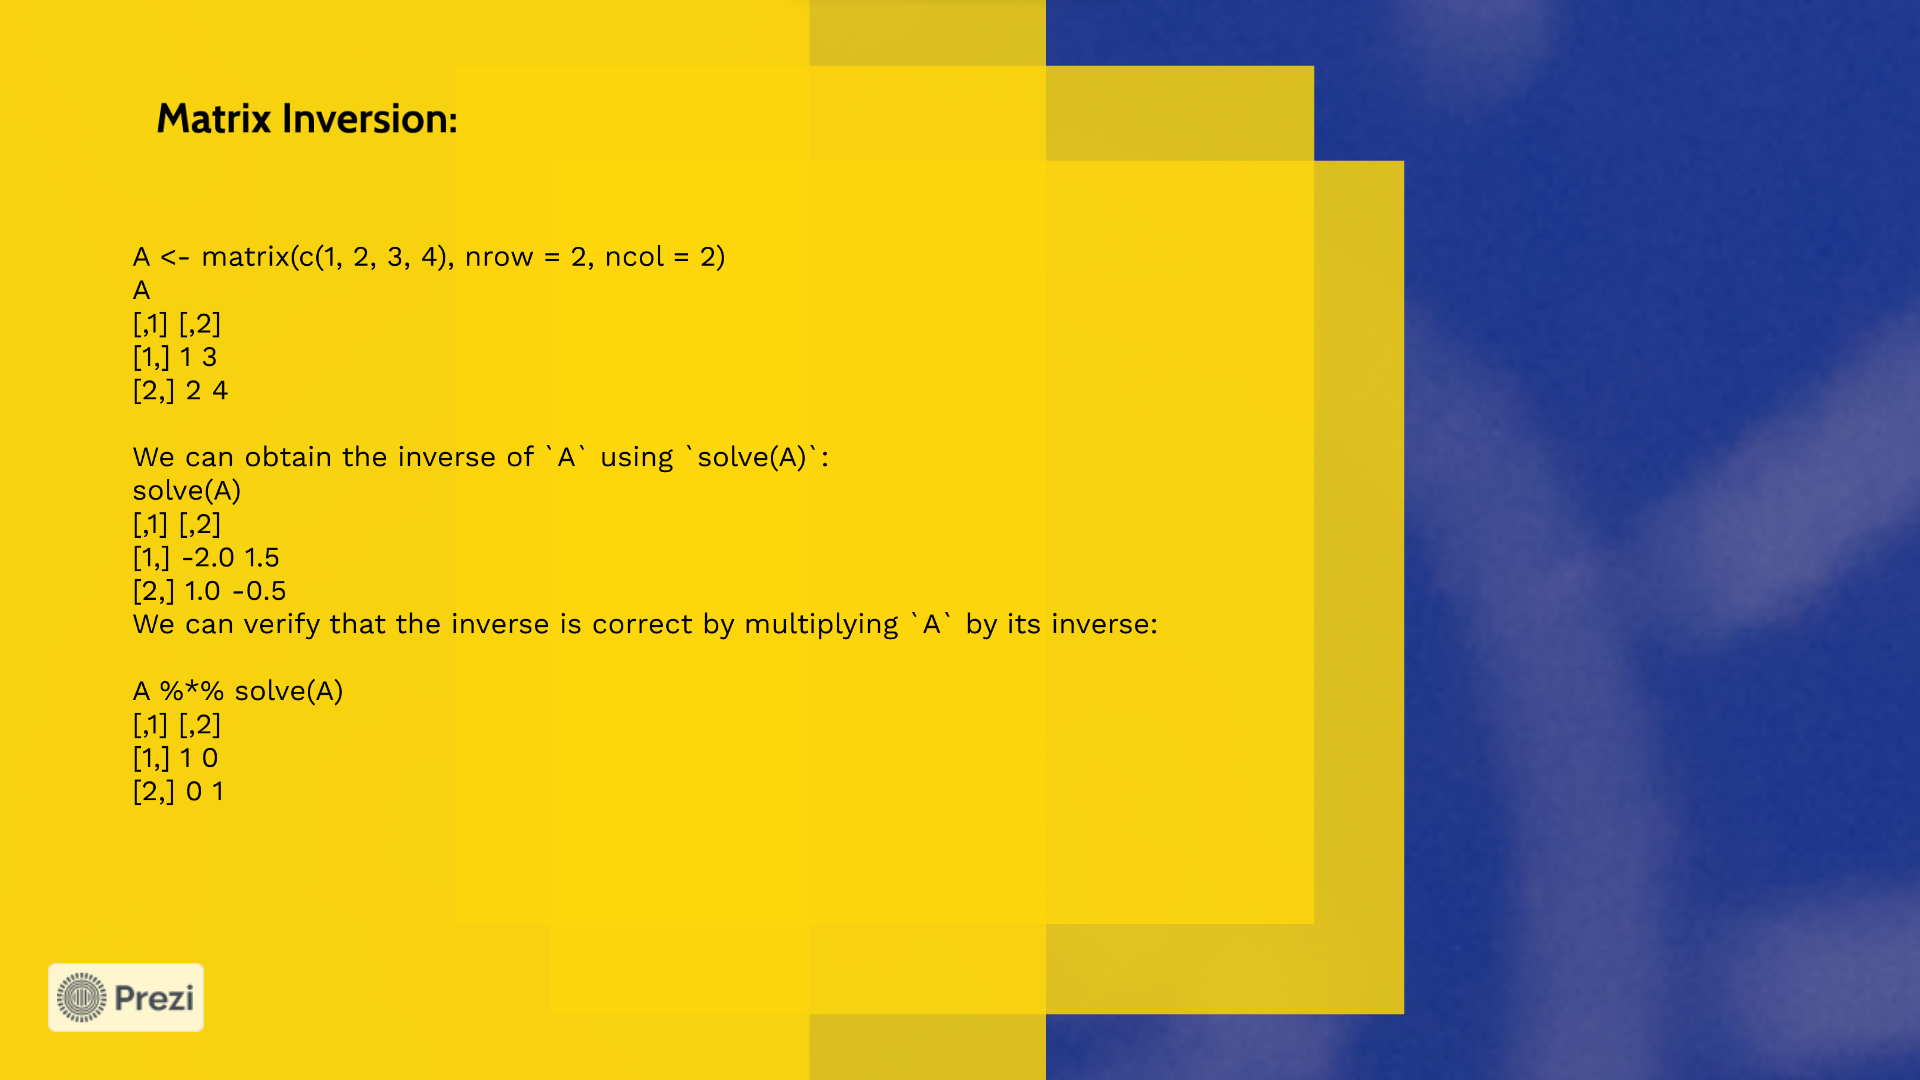 Matrix Inversion:
A <- matrix(c(1, 2, 3, 4), nrow = 2, ncol = 2)
A
[,1] [,2]
[1,] 1 3
[2,] 2 4
We can obtain the inverse of `A` using `solve(A)`:
solve(A)
[,1] [,2]
[1,] -2.0 1.5
[2,] 1.0 -0.5
We can verify that the inverse is correct by multiplying `A` by its inverse:
A %*% solve(A)
[,1] [,2]
[1,] 1 0
[2,] 0 1
Prezi